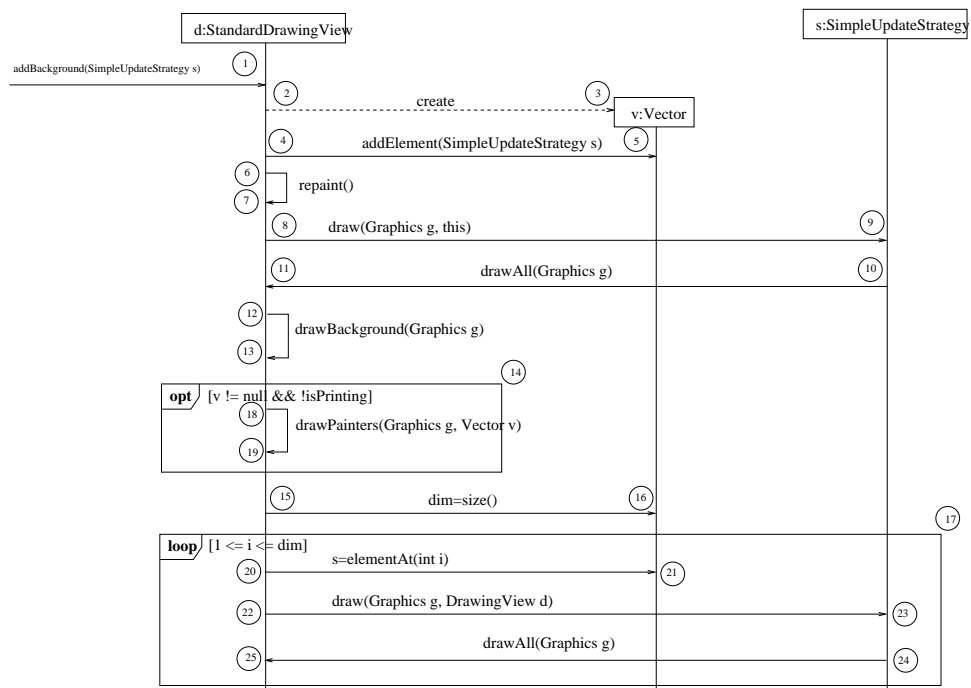 d:StandardDrawingView
s:SimpleUpdateStrategy
1
addBackground(SimpleUpdateStrategy s)
2
create
3
v:Vector
4
addElement(SimpleUpdateStrategy s)
5
6
repaint()
7
8
draw(Graphics g, this)
9
11
drawAll(Graphics g)
10
12
drawBackground(Graphics g)
13
14
opt [v != null && !isPrinting]
18
drawPainters(Graphics g, Vector v)
19
15
dim=size()
16
17
loop [1 <= i <= dim]
s=elementAt(int i)
20
21
draw(Graphics g, DrawingView d)
22
23
drawAll(Graphics g)
25
24